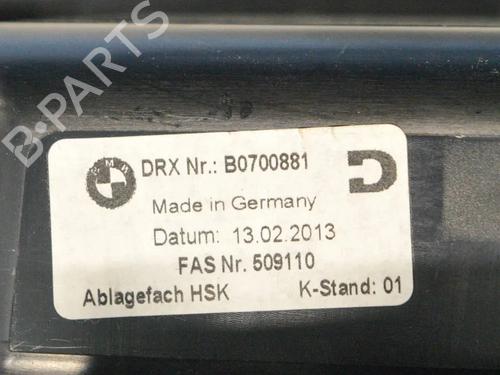 B-PARTS
DRX Nr.: B0700881
Made in Germany
Datum: 13.02.2013
FAS Nr. 509110
Ablagefach HSK K-Stand: 01